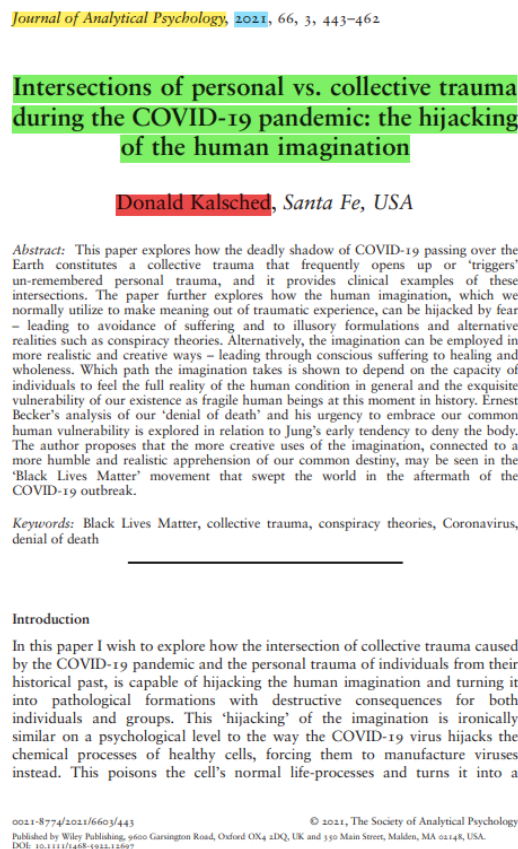 Journal of Analytical Psychology, 2021, 66, 3, 443–462
Intersections of personal vs. collective trauma
during the COVID-19 pandemic: the hijacking
of the human imagination
Donald Kalsched, Santa Fe, USA
Abstract: This paper explores how the deadly shadow of COVID-19 passing over the
Earth constitutes a collective trauma that frequently opens up or ‘triggers’
un-remembered personal trauma, and it provides clinical examples of these
intersections. The paper further explores how the human imagination, which we
normally utilize to make meaning out of traumatic experience, can be hijacked by fear
– leading to avoidance of suffering and to illusory formulations and alternative
realities such as conspiracy theories. Alternatively, the imagination can be employed in
more realistic and creative ways – leading through conscious suffering to healing and
wholeness. Which path the imagination takes is shown to depend on the capacity of
individuals to feel the full reality of the human condition in general and the exquisite
vulnerability of our existence as fragile human beings at this moment in history. Ernest
Becker’s analysis of our ‘denial of death’ and his urgency to embrace our common
human vulnerability is explored in relation to Jung’s early tendency to deny the body.
The author proposes that the more creative uses of the imagination, connected to a
more humble and realistic apprehension of our common destiny, may be seen in the
‘Black Lives Matter’ movement that swept the world in the aftermath of the
COVID-19 outbreak.
Keywords: Black Lives Matter, collective trauma, conspiracy theories, Coronavirus,
denial of death
Introduction
In this paper I wish to explore how the intersection of collective trauma caused
by the COVID-19 pandemic and the personal trauma of individuals from their
historical past, is capable of hijacking the human imagination and turning it
into pathological formations with destructive consequences for both
individuals and groups. This ‘hijacking’ of the imagination is ironically
similar on a psychological level to the way the COVID-19 virus hijacks the
chemical processes of healthy cells, forcing them to manufacture viruses
instead. This poisons the cell’s normal life-processes and turns it into a
0021-8774/2021/6603/443 © 2021, The Society of Analytical Psychology
Published by Wiley Publishing, 9600 Garsington Road, Oxford OX4 2DQ, UK and 350 Main Street, Malden, MA 02148, USA.
DOI: 10.1111/1468-5922.12697